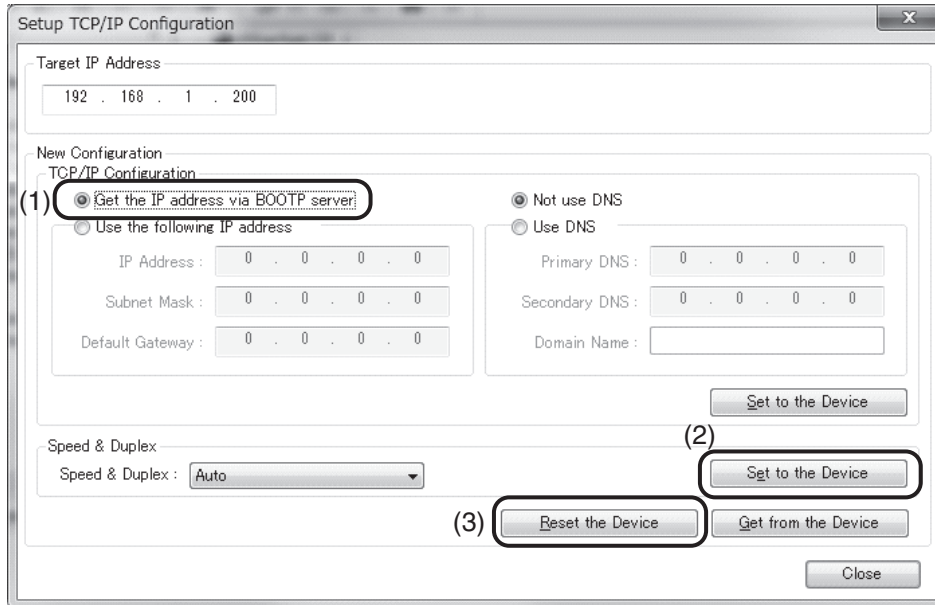 Setup TCP/IP Configuration
Target IP Address
192 . 168 . 1 . 200
New Configuration
TCP/IP Configuration
(1) Get the IP address via BOOTP server
Not use DNS
Use the following IP address
Use DNS
IP Address : 0 . 0 . 0 . 0
Primary DNS : 0 . 0 . 0 . 0
Subnet Mask : 0 . 0 . 0 . 0
Secondary DNS : 0 . 0 . 0 . 0
Default Gateway : 0 . 0 . 0 . 0
Domain Name :
Set to the Device
(2)
Speed & Duplex
Speed & Duplex : Auto
Set to the Device
(3) Reset the Device
Get from the Device
Close